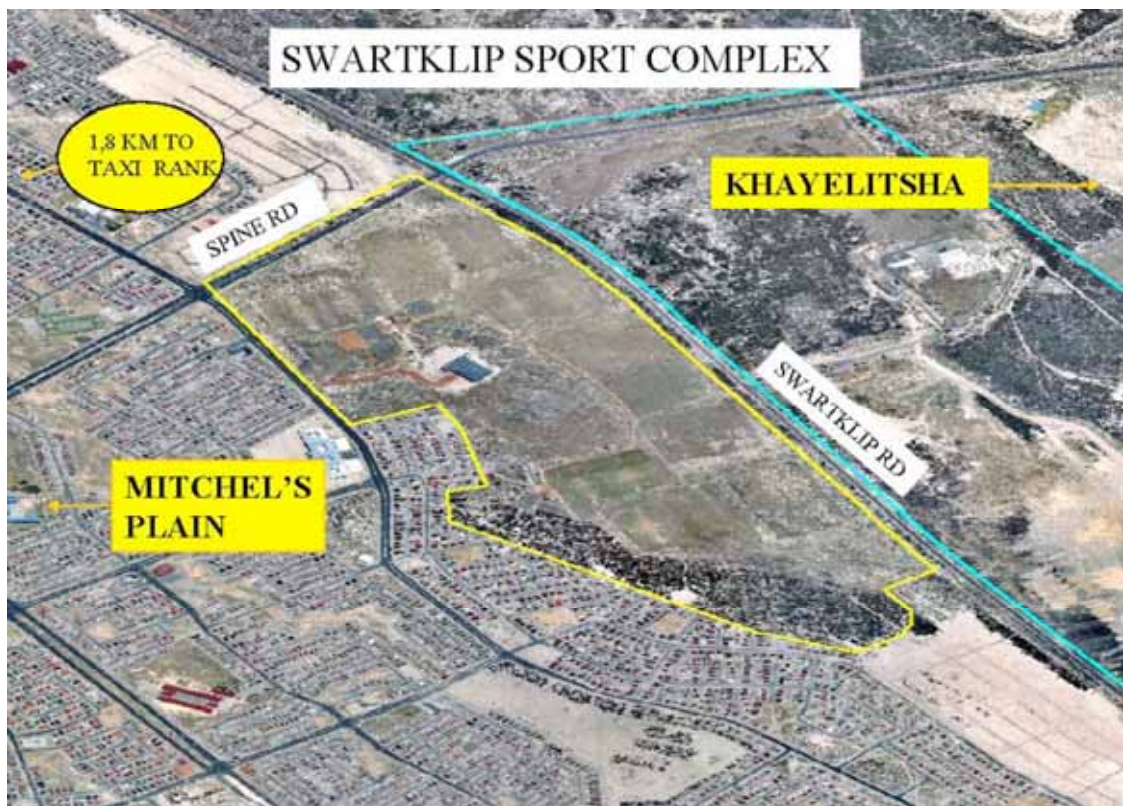 SWARTKLIP SPORT COMPLEX
1,8 KM TO
TAXI RANK
KHAYELITSHA
SPINE RD
SWARTKLIP RD
MITCHEL'S
PLAIN